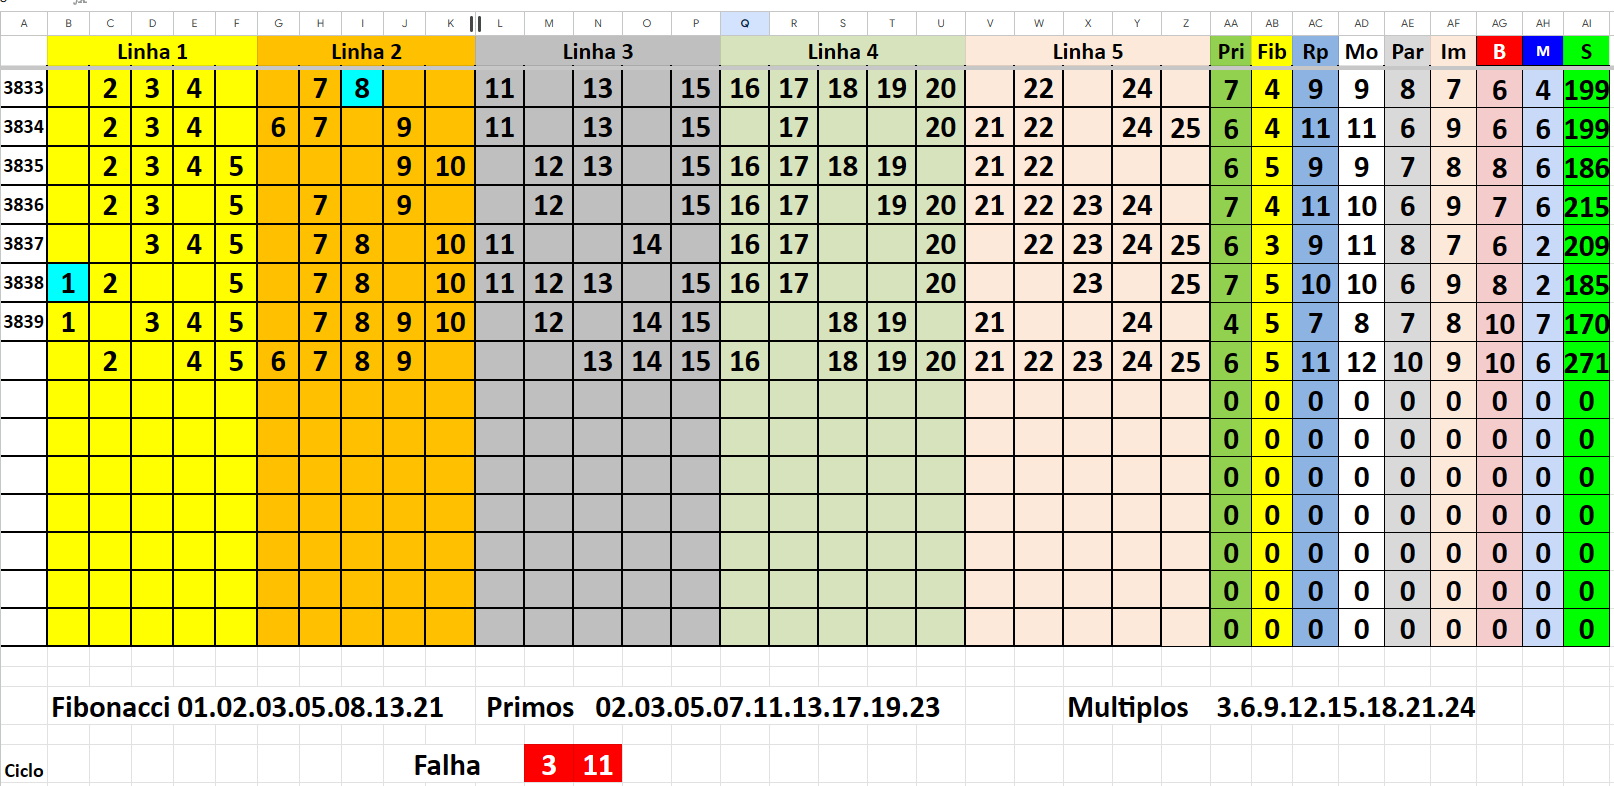 A B C D E F G H I J K L M N O P Q R S T U V W X Y Z AA AB AC AD AE AF AG AH AI
Linha 1 Linha 2 Linha 3 Linha 4 Linha 5 Pri Fib Rp Mo Par Im B M S
3833 2 3 4 7 8 11 13 15 16 17 18 19 20 22 24 7 4 9 9 8 7 6 4 199
3834 2 3 4 6 7 9 11 13 15 17 20 21 22 24 25 6 4 11 11 6 9 6 6 199
3835 2 3 4 5 9 10 12 13 15 16 17 18 19 21 22 6 5 9 9 7 8 8 6 186
3836 2 3 5 7 9 12 15 16 17 19 20 21 22 23 24 7 4 11 10 6 9 7 6 215
3837 3 4 5 7 8 10 11 14 16 17 20 22 23 24 25 6 3 9 11 8 7 6 2 209
3838 1 2 5 7 8 10 11 12 13 15 16 17 20 23 25 7 5 10 10 6 9 8 2 185
3839 1 3 4 5 7 8 9 10 12 14 15 18 19 21 24 4 5 7 8 7 8 10 7 170
2 4 5 6 7 8 9 13 14 15 16 18 19 20 21 22 23 24 25 6 5 11 12 10 9 10 6 271
0 0 0 0 0 0 0 0 0
0 0 0 0 0 0 0 0 0
0 0 0 0 0 0 0 0 0
0 0 0 0 0 0 0 0 0
0 0 0 0 0 0 0 0 0
0 0 0 0 0 0 0 0 0
0 0 0 0 0 0 0 0 0
Fibonacci 01.02.03.05.08.13.21 Primos 02.03.05.07.11.13.17.19.23 Multiplos 3.6.9.12.15.18.21.24
Ciclo Falha 3 11